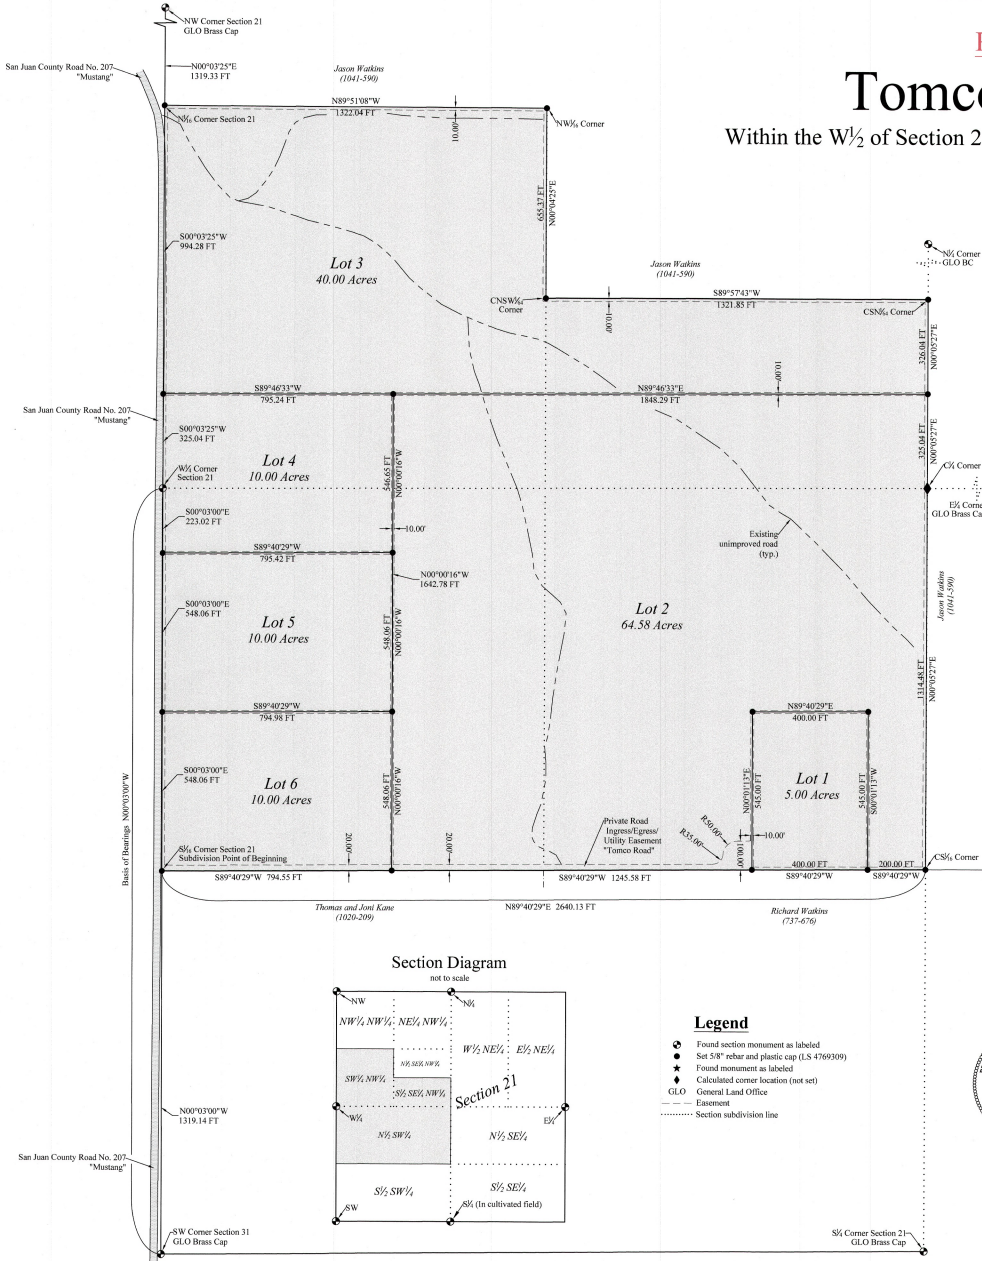 NW Corner Section 21
GLO Brass Cap
San Juan County Road No. 207
"Mustang"
N00°03'25"E
1319.33 FT
Tomco
Within the W½ of Section 2
Jason Watkins
(1041-590)
N89°51'08"W
1322.04 FT
10.00'
N1/16 Corner Section 21
NW1/16 Corner
655.37 FT
N00°04'25"E
S00°03'25"W
994.28 FT
Lot 3
40.00 Acres
Jason Watkins
(1041-590)
N¼ Corner
GLO BC
CNSW1/64
Corner
S89°57'43"W
1321.85 FT
10.00'
CSN1/64 Corner
326.04 FT
N00°05'27"E
S89°46'33"W
795.24 FT
N89°46'33"E
1848.29 FT
10.00'
San Juan County Road No. 207
"Mustang"
S00°03'25"W
325.04 FT
Lot 4
10.00 Acres
546.65 FT
N00°00'16"W
325.04 FT
N00°05'27"E
W¼ Corner
Section 21
C¼ Corner
E¼ Corne
GLO Brass Ca
S00°03'00"E
223.02 FT
10.00'
Existing
unimproved road
(typ.)
S89°40'29"W
795.42 FT
N00°00'16"W
1642.78 FT
S00°03'00"E
548.06 FT
Lot 5
10.00 Acres
548.06 FT
N00°00'16"W
Lot 2
64.58 Acres
Jason Watkins
(1041-590)
1314.48 FT
N00°05'27"E
S89°40'29"W
794.98 FT
N89°40'29"E
400.00 FT
S00°03'00"E
548.06 FT
Lot 6
10.00 Acres
548.06 FT
N00°00'16"W
N00°01'13"E
545.00 FT
Lot 1
5.00 Acres
545.00 FT
S00°01'13"W
Basis of Bearings N00°03'00"W
S1/16 Corner Section 21
Subdivision Point of Beginning
20.00'
20.00'
Private Road
Ingress/Egress/
Utility Easement
"Tomco Road"
R50.00'
R35.00'
10.00'
100.00'
CS1/16 Corner
400.00 FT
200.00 FT
S89°40'29"W 794.55 FT
S89°40'29"W 1245.58 FT
S89°40'29"W
S89°40'29"W
Thomas and Joni Kane
(1020-209)
N89°40'29"E 2640.13 FT
Richard Watkins
(737-676)
Section Diagram
not to scale
NW
N¼
NW¼ NW¼
NE¼ NW¼
W½ NE¼
E½ NE¼
N½ SE¼ NW¼
SW¼ NW¼
S½ SE¼ NW¼
Section 21
W¼
E¼
N½ SW¼
N½ SE¼
S½ SW¼
S½ SE¼
SW
S¼ (In cultivated field)
Legend
Found section monument as labeled
Set 5/8" rebar and plastic cap (LS 4769309)
Found monument as labeled
Calculated corner location (not set)
GLO General Land Office
Easement
Section subdivision line
N00°03'00"W
1319.14 FT
San Juan County Road No. 207
"Mustang"
SW Corner Section 31
GLO Brass Cap
S¼ Corner Section 21
GLO Brass Cap